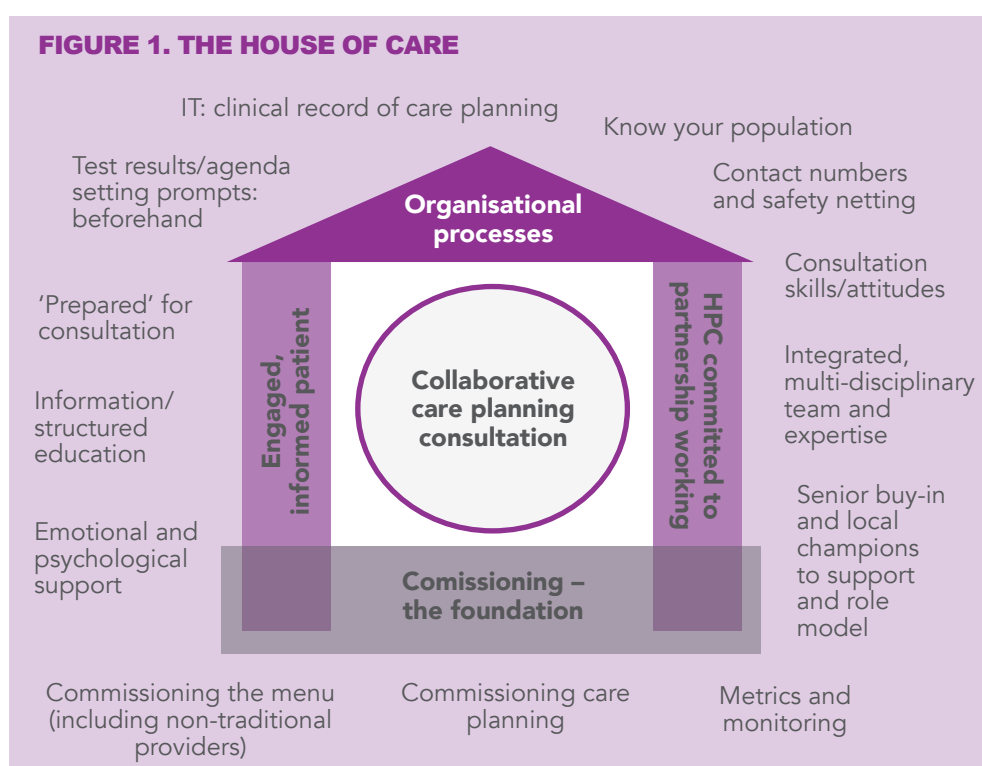 FIGURE 1. THE HOUSE OF CARE
IT: clinical record of care planning
Know your population
Test results/agenda
setting prompts:
beforehand
Contact numbers
and safety netting
Organisational
processes
Consultation
skills/attitudes
'Prepared' for
consultation
Information/
structured
education
Emotional and
psychological
support
Engaged,
informed patient
Collaborative
care planning
consultation
HPC committed to
partnership working
Integrated,
multi-disciplinary
team and
expertise
Senior buy-in
and local
champions
to support
and role
model
Comissioning –
the foundation
Commissioning the menu
(including non-traditional
providers)
Commissioning care
planning
Metrics and
monitoring